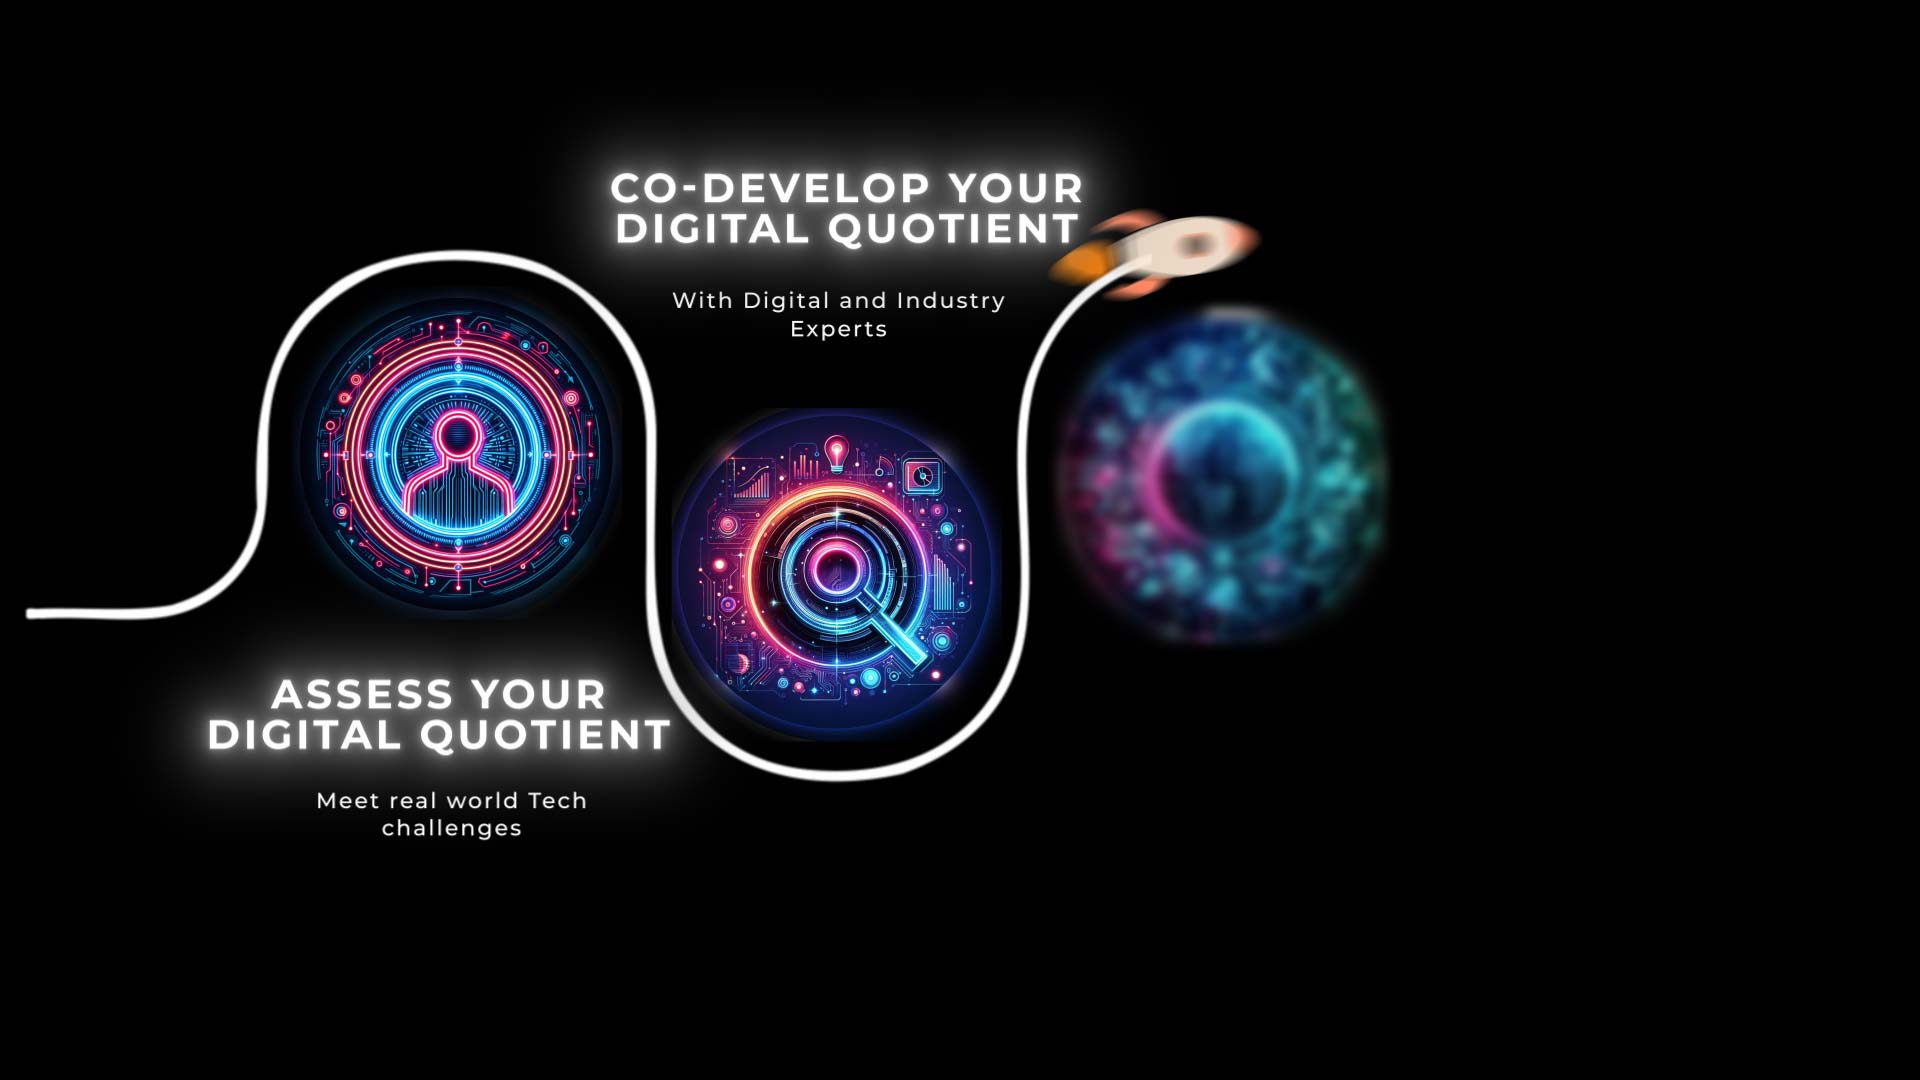 CO-DEVELOP YOUR
DIGITAL QUOTIENT
With Digital and Industry
Experts
ASSESS YOUR
DIGITAL QUOTIENT
Meet real world Tech
challenges